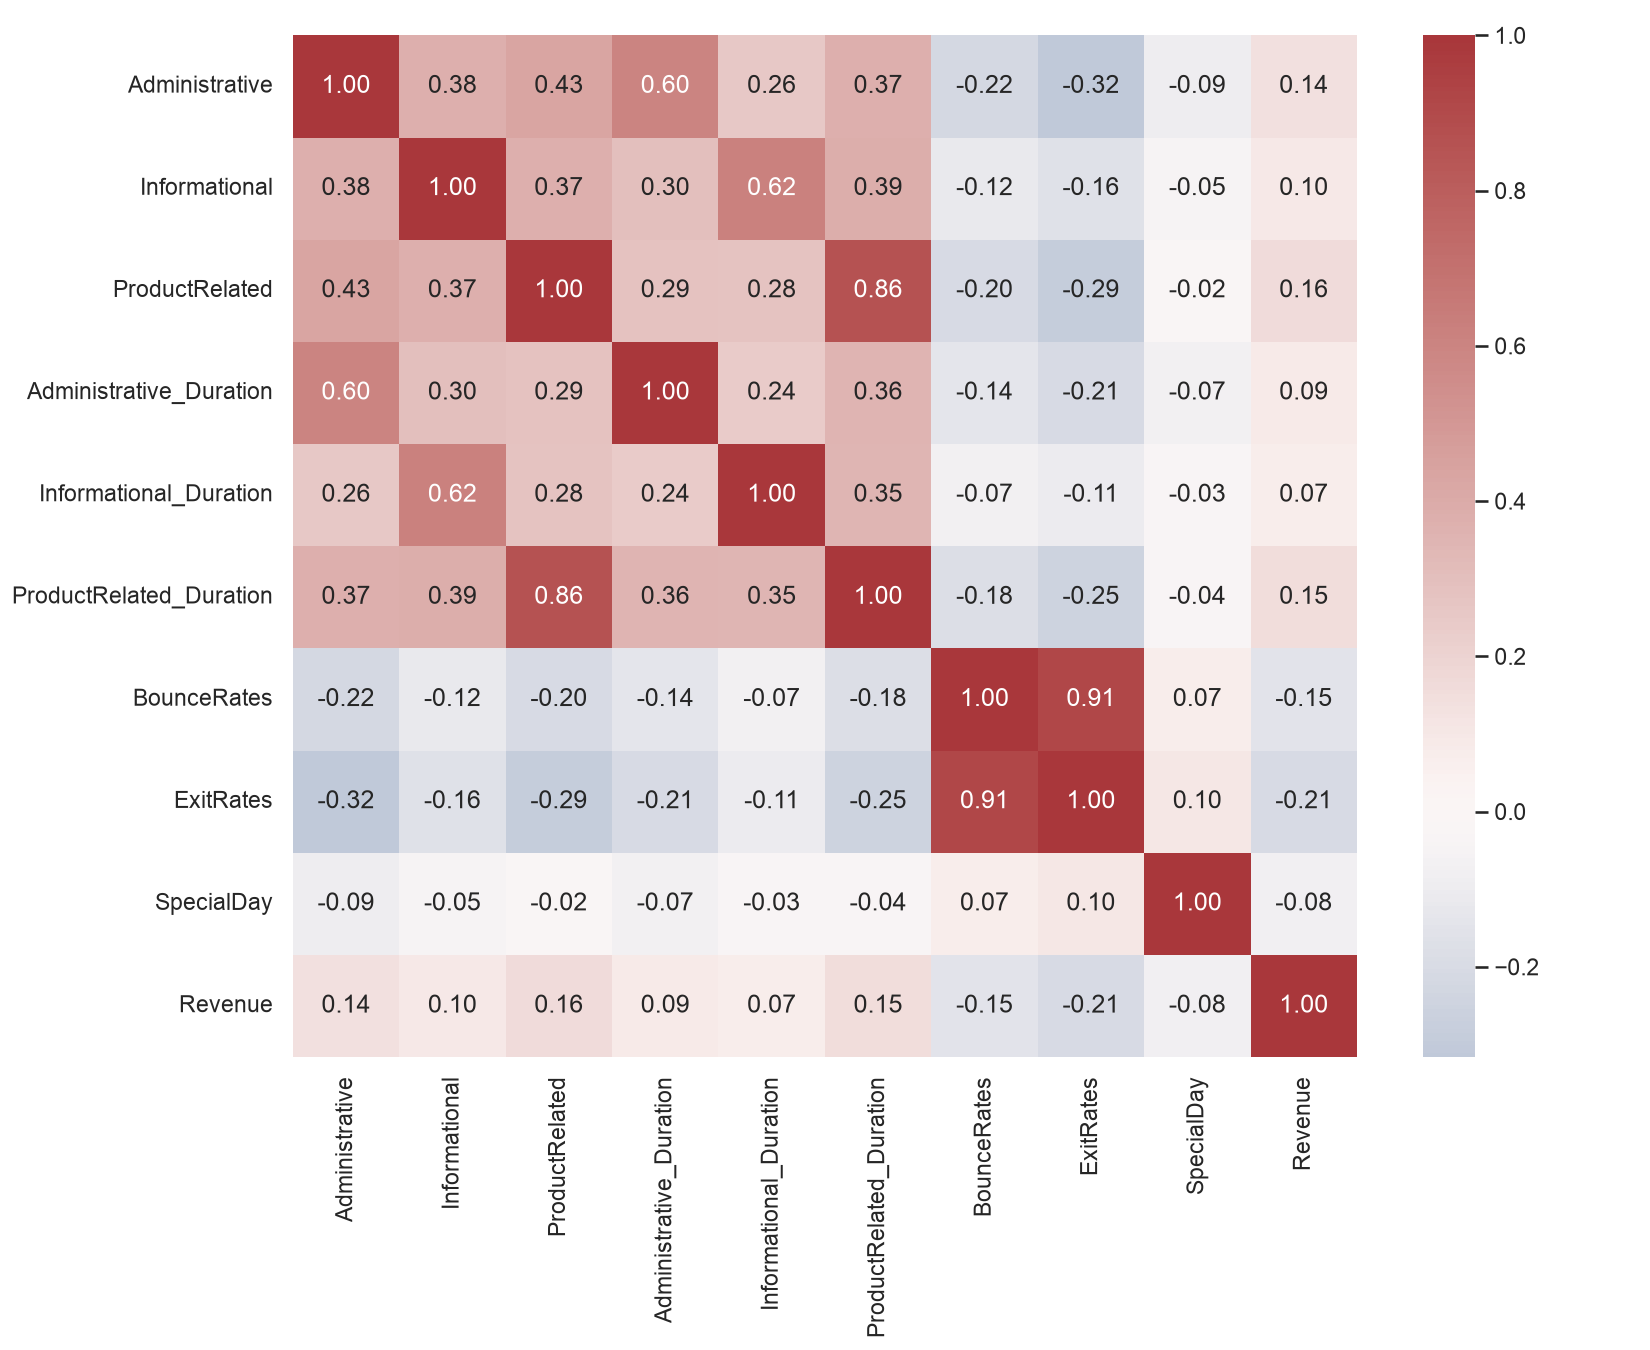 Administrative 1.00 0.38 0.43 0.60 0.26 0.37 -0.22 -0.32 -0.09 0.14
Informational 0.38 1.00 0.37 0.30 0.62 0.39 -0.12 -0.16 -0.05 0.10
ProductRelated 0.43 0.37 1.00 0.29 0.28 0.86 -0.20 -0.29 -0.02 0.16
Administrative_Duration 0.60 0.30 0.29 1.00 0.24 0.36 -0.14 -0.21 -0.07 0.09
Informational_Duration 0.26 0.62 0.28 0.24 1.00 0.35 -0.07 -0.11 -0.03 0.07
ProductRelated_Duration 0.37 0.39 0.86 0.36 0.35 1.00 -0.18 -0.25 -0.04 0.15
BounceRates -0.22 -0.12 -0.20 -0.14 -0.07 -0.18 1.00 0.91 0.07 -0.15
ExitRates -0.32 -0.16 -0.29 -0.21 -0.11 -0.25 0.91 1.00 0.10 -0.21
SpecialDay -0.09 -0.05 -0.02 -0.07 -0.03 -0.04 0.07 0.10 1.00 -0.08
Revenue 0.14 0.10 0.16 0.09 0.07 0.15 -0.15 -0.21 -0.08 1.00
Administrative
Informational
ProductRelated
Administrative_Duration
Informational_Duration
ProductRelated_Duration
BounceRates
ExitRates
SpecialDay
Revenue
1.0
0.8
0.6
0.4
0.2
0.0
−0.2